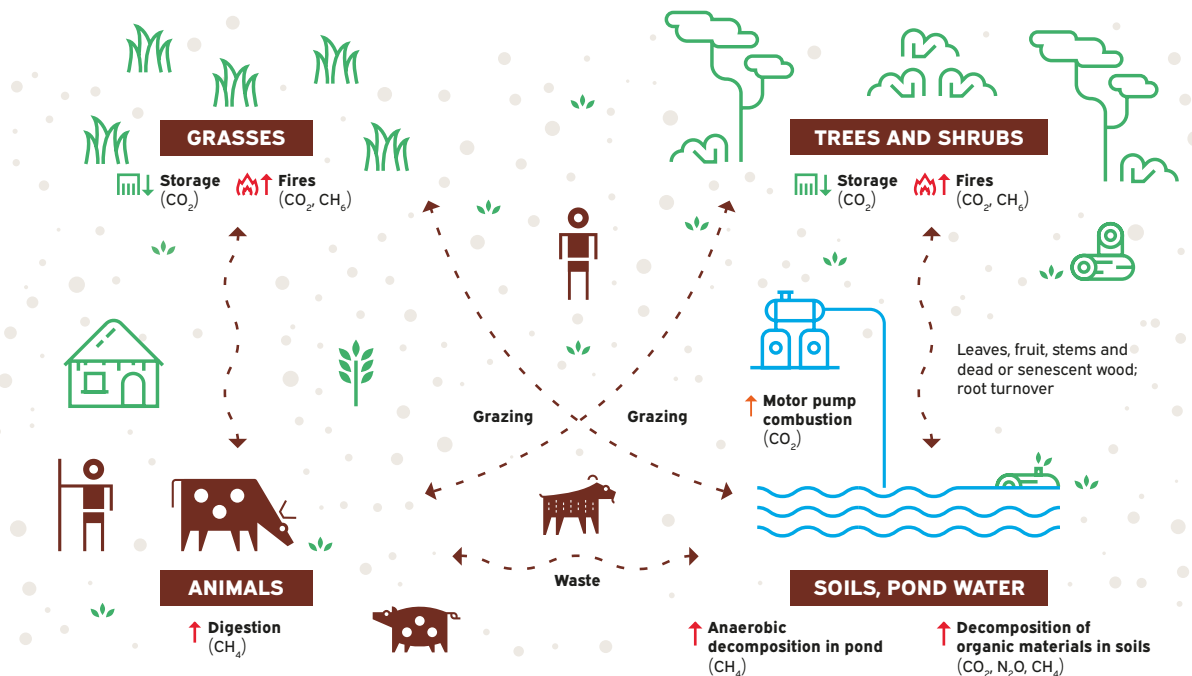 GRASSES
Storage
(CO₂)
Fires
(CO₂, CH₆)
TREES AND SHRUBS
Storage
(CO₂)
Fires
(CO₂, CH₆)
Leaves, fruit, stems and
dead or senescent wood;
root turnover
Grazing
Grazing
Motor pump
combustion
(CO₂)
Waste
ANIMALS
Digestion
(CH₄)
SOILS, POND WATER
Anaerobic
decomposition in pond
(CH₄)
Decomposition of
organic materials in soils
(CO₂, N₂O, CH₄)